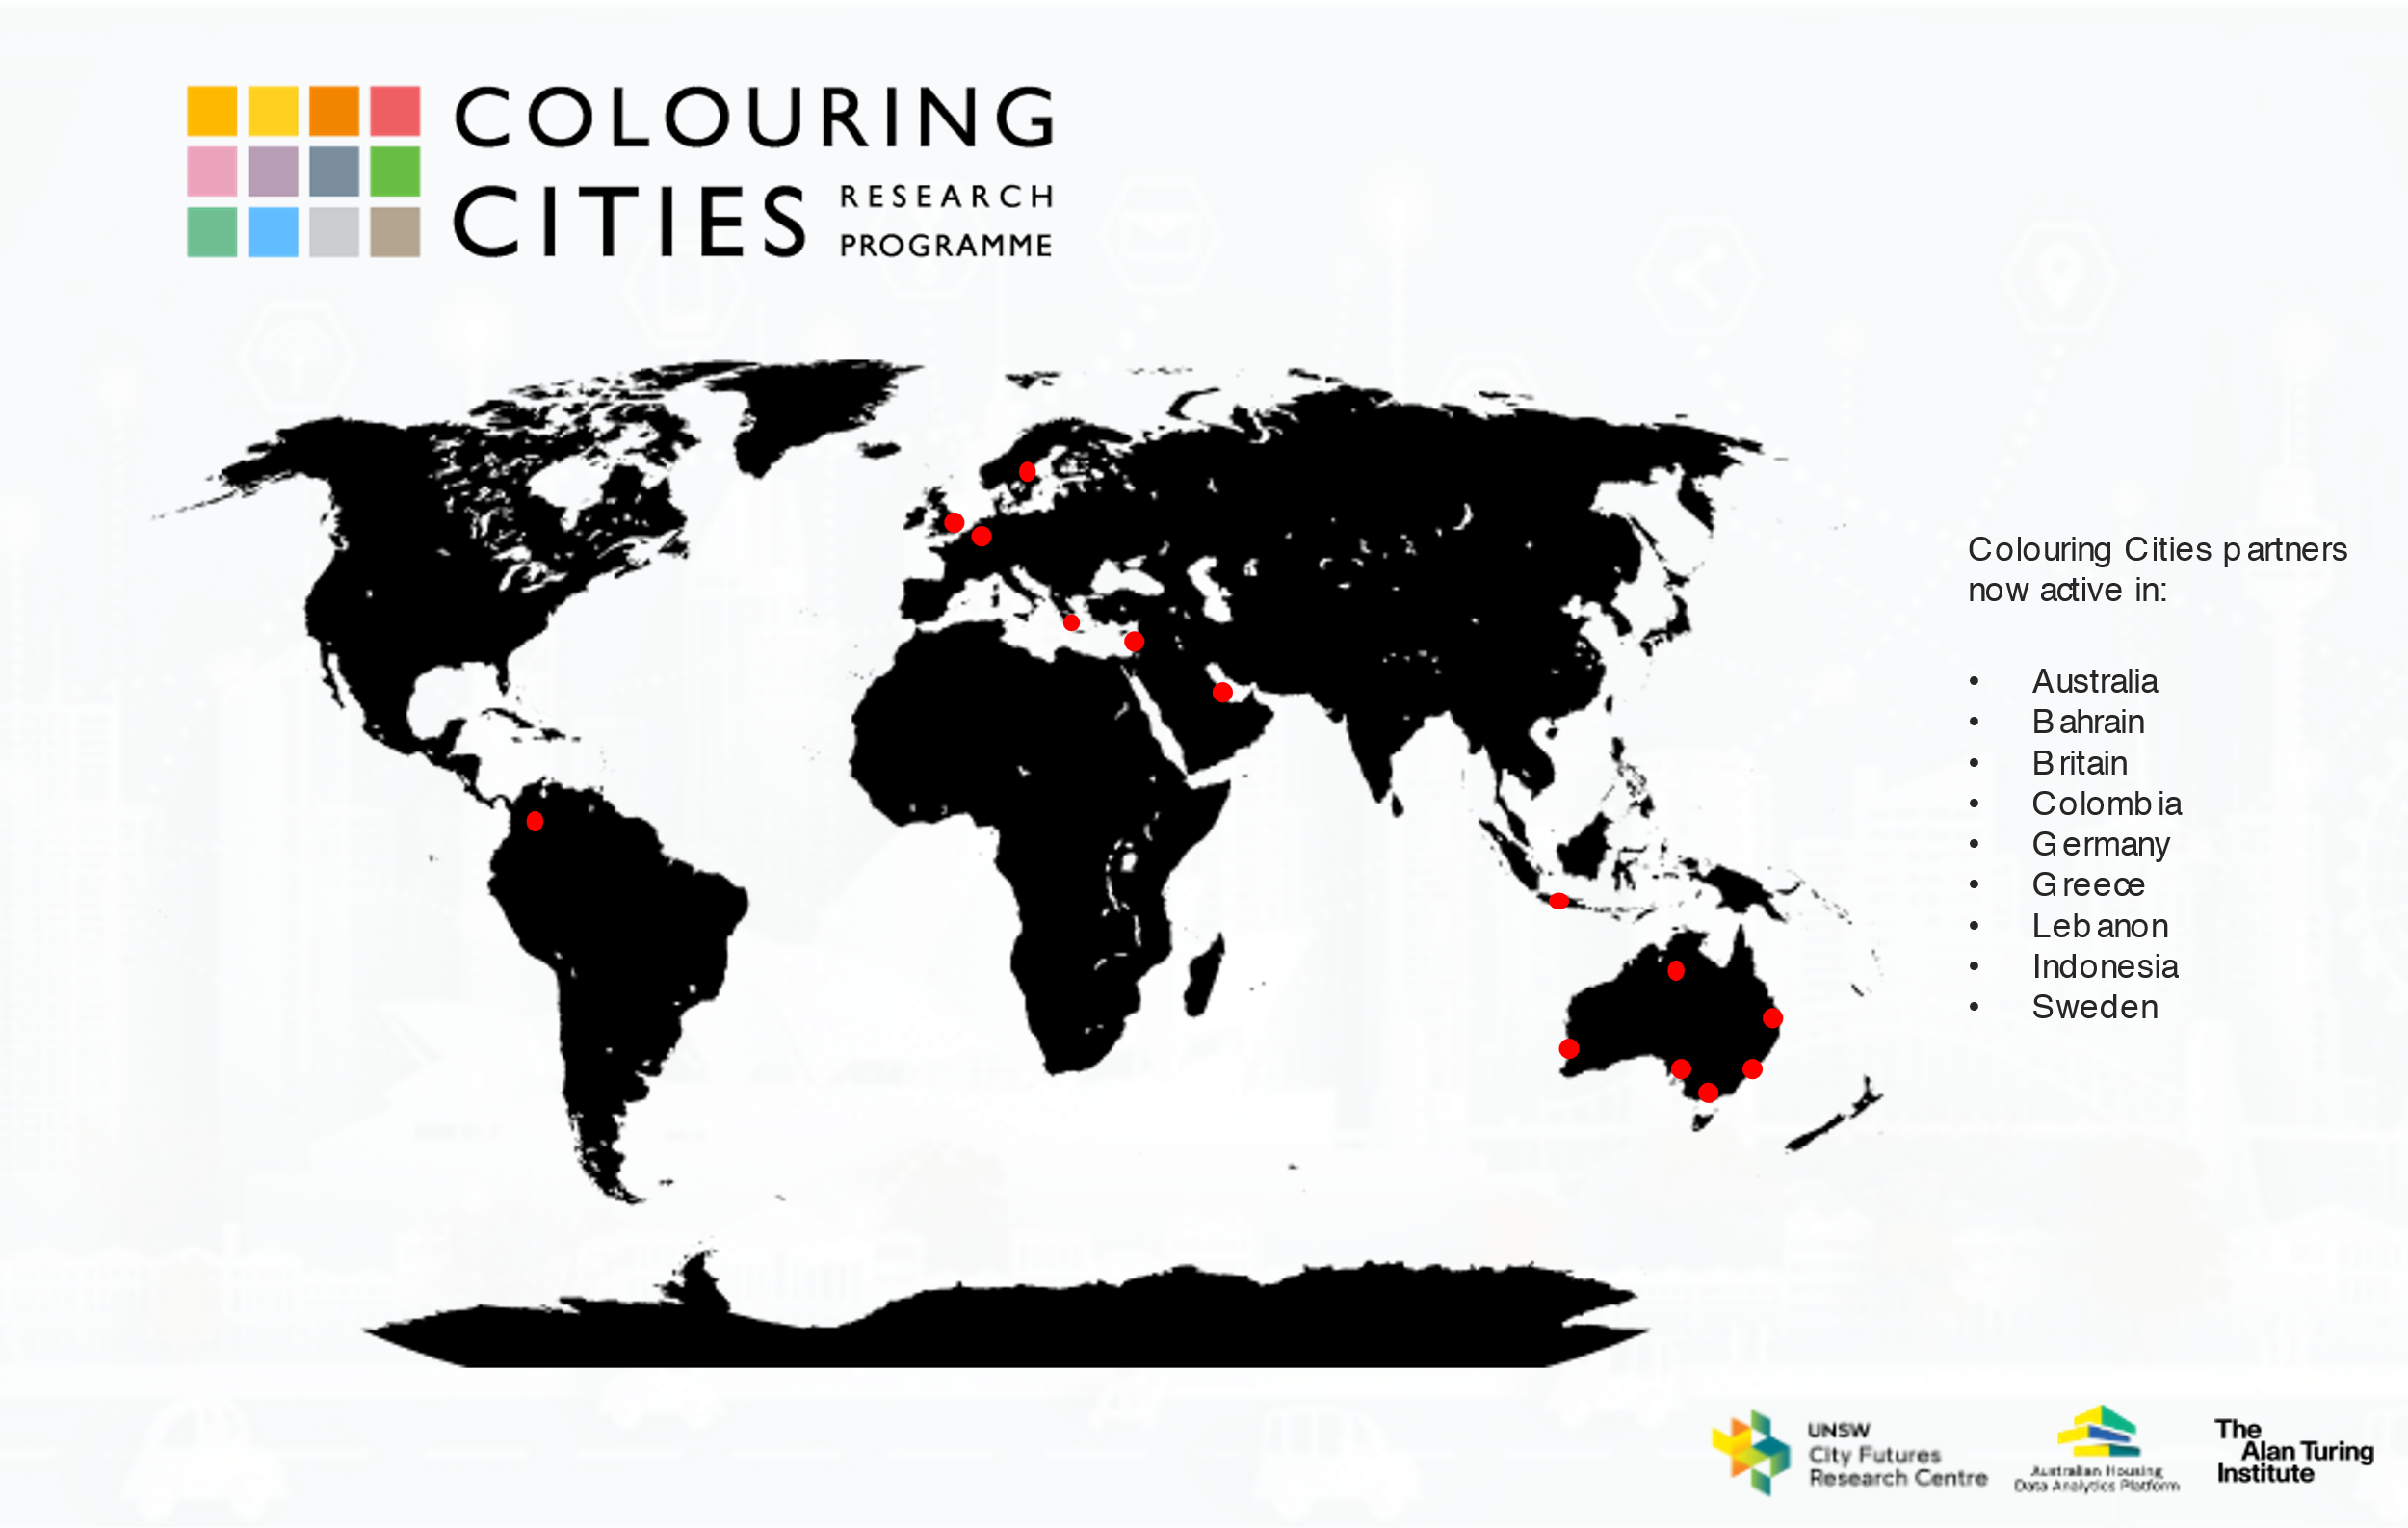 COLOURING
CITIES RESEARCH
PROGRAMME
Colouring Cities partners
now active in:
• Australia
• Bahrain
• Britain
• Colombia
• Germany
• Greece
• Lebanon
• Indonesia
• Sweden
UNSW
City Futures
Research Centre
Australian Housing
Data Analytics Platform
The
Alan Turing
Institute